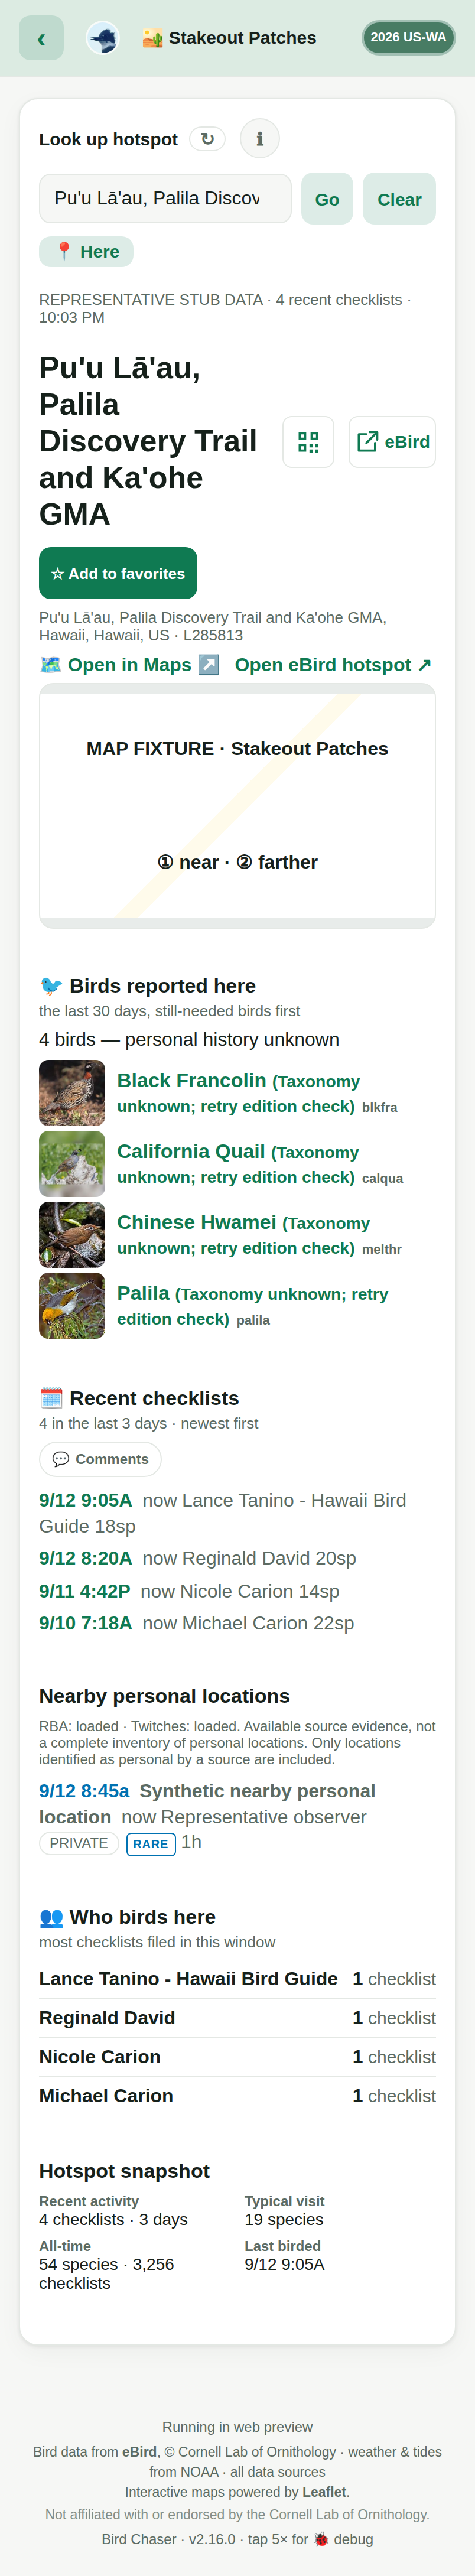 ‹ 🏜️ Stakeout Patches 2026 US-WA
Look up hotspot ↻ ℹ
Pu'u Lā'au, Palila Discov Go Clear
📍 Here
REPRESENTATIVE STUB DATA · 4 recent checklists ·
10:03 PM
Pu'u Lā'au,
Palila
Discovery Trail
and Ka'ohe
GMA
eBird
☆ Add to favorites
Pu'u Lā'au, Palila Discovery Trail and Ka'ohe GMA,
Hawaii, Hawaii, US · L285813
🗺️ Open in Maps ↗️ Open eBird hotspot ↗
MAP FIXTURE · Stakeout Patches
① near · ② farther
🐦 Birds reported here
the last 30 days, still-needed birds first
4 birds — personal history unknown
Black Francolin (Taxonomy
unknown; retry edition check) blkfra
California Quail (Taxonomy
unknown; retry edition check) calqua
Chinese Hwamei (Taxonomy
unknown; retry edition check) melthr
Palila (Taxonomy unknown; retry
edition check) palila
🗓️ Recent checklists
4 in the last 3 days · newest first
💬 Comments
9/12 9:05A now Lance Tanino - Hawaii Bird
Guide 18sp
9/12 8:20A now Reginald David 20sp
9/11 4:42P now Nicole Carion 14sp
9/10 7:18A now Michael Carion 22sp
Nearby personal locations
RBA: loaded · Twitches: loaded. Available source evidence, not
a complete inventory of personal locations. Only locations
identified as personal by a source are included.
9/12 8:45a Synthetic nearby personal
location now Representative observer
PRIVATE RARE 1h
👥 Who birds here
most checklists filed in this window
Lance Tanino - Hawaii Bird Guide 1 checklist
Reginald David 1 checklist
Nicole Carion 1 checklist
Michael Carion 1 checklist
Hotspot snapshot
Recent activity Typical visit
4 checklists · 3 days 19 species
All-time Last birded
54 species · 3,256 9/12 9:05A
checklists
Running in web preview
Bird data from eBird, © Cornell Lab of Ornithology · weather & tides
from NOAA · all data sources
Interactive maps powered by Leaflet.
Not affiliated with or endorsed by the Cornell Lab of Ornithology.
Bird Chaser · v2.16.0 · tap 5× for 🐞 debug